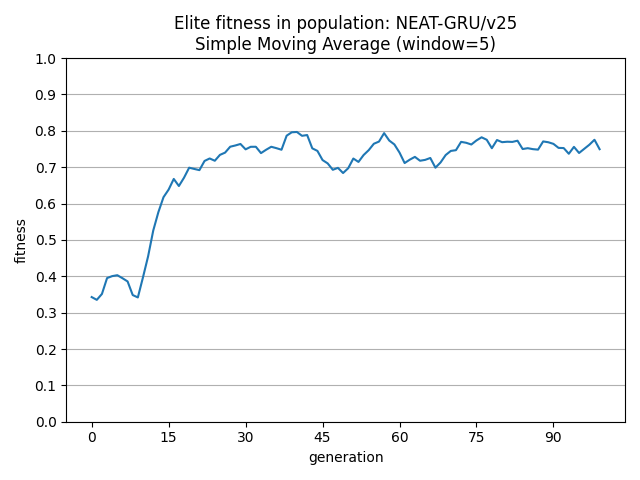 Elite fitness in population: NEAT-GRU/v25
Simple Moving Average (window=5)
1.0
0.9
0.8
0.7
0.6
0.5
0.4
0.3
0.2
0.1
0.0
fitness
0 15 30 45 60 75 90
generation